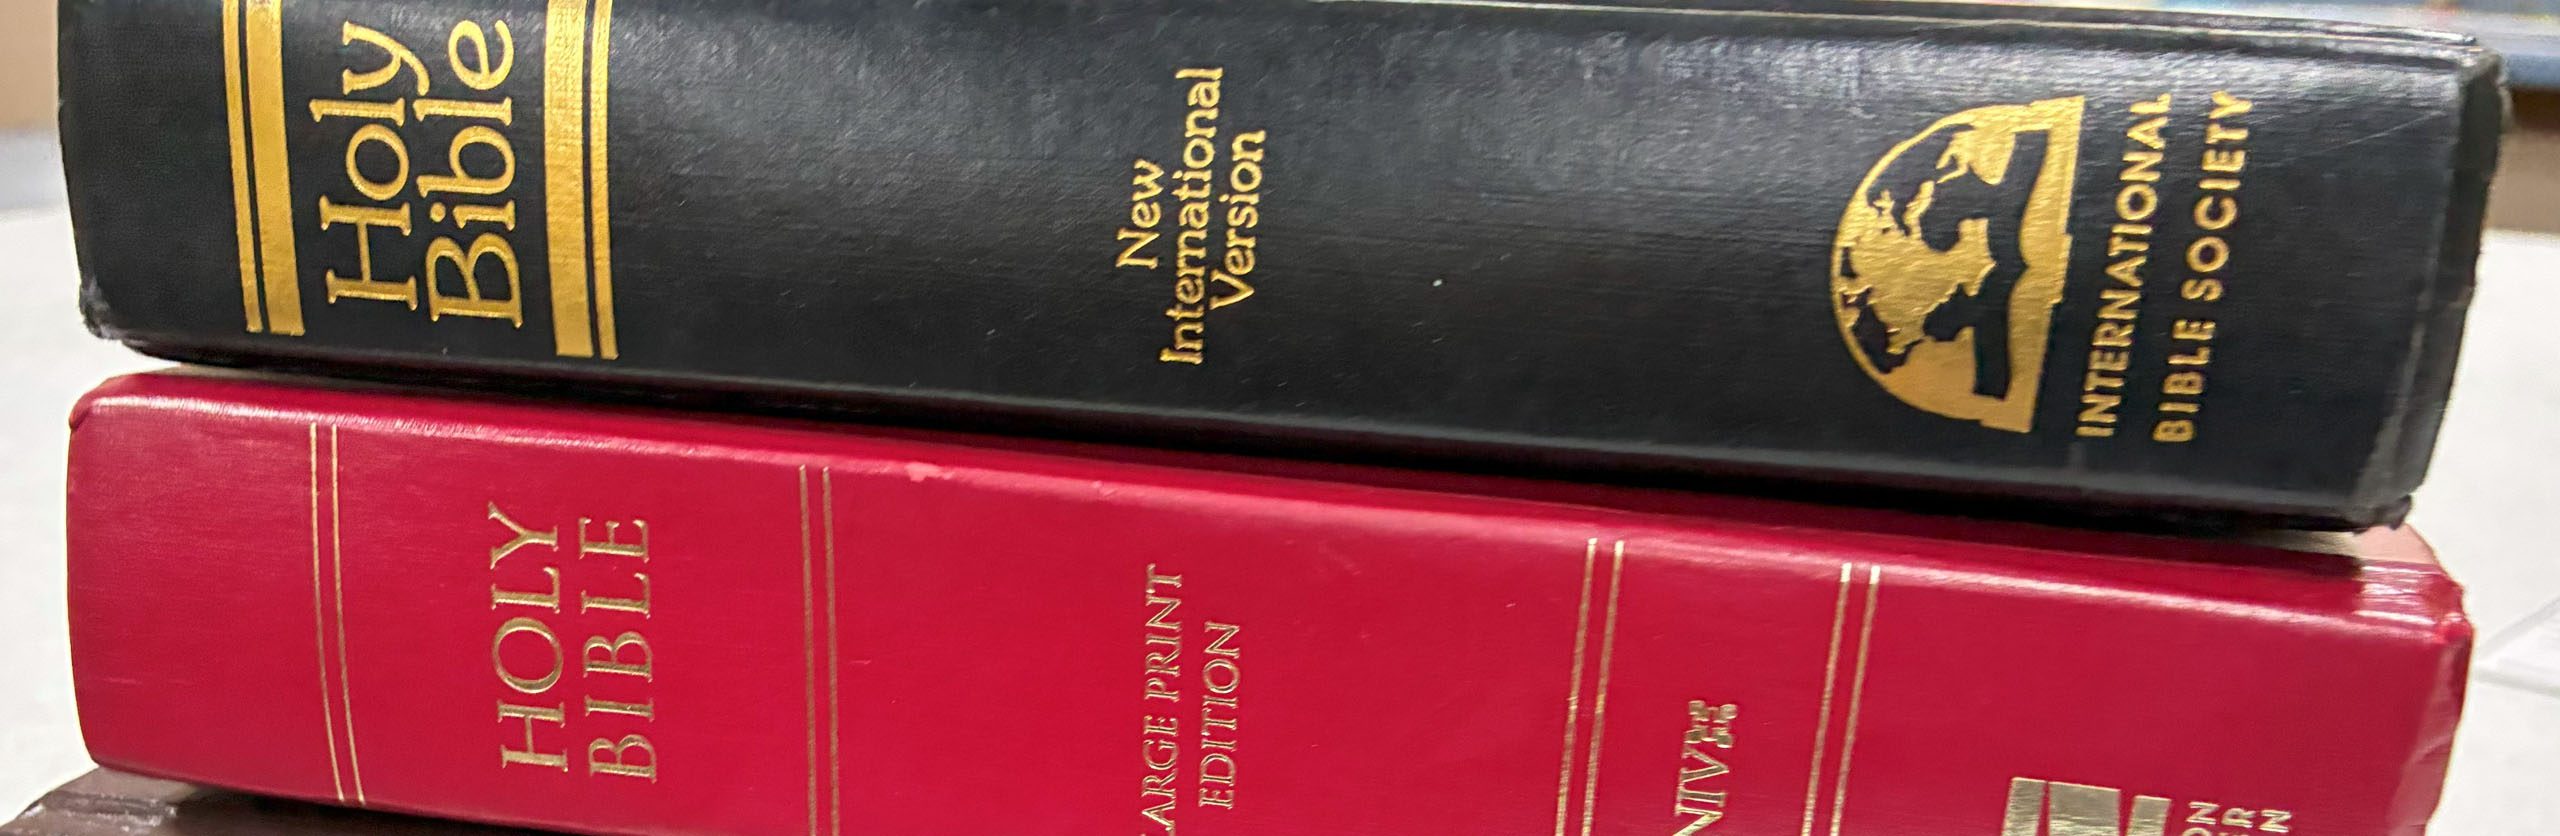 Holy
Bible
New
International
Version
INTERNATIONAL
BIBLE SOCIETY
HOLY
BIBLE
LARGE PRINT
EDITION
NIV